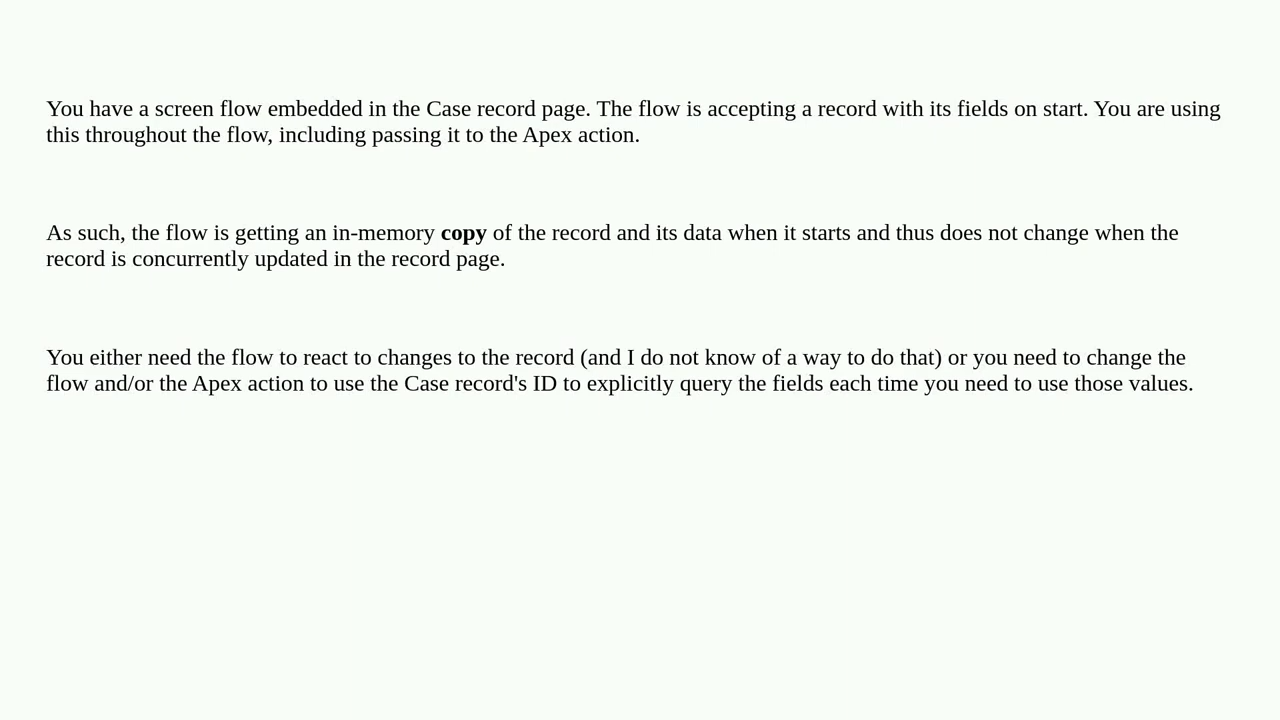 You have a screen flow embedded in the Case record page. The flow is accepting a record with its fields on start. You are using
this throughout the flow, including passing it to the Apex action.
As such, the flow is getting an in-memory copy of the record and its data when it starts and thus does not change when the
record is concurrently updated in the record page.
You either need the flow to react to changes to the record (and I do not know of a way to do that) or you need to change the
flow and/or the Apex action to use the Case record's ID to explicitly query the fields each time you need to use those values.